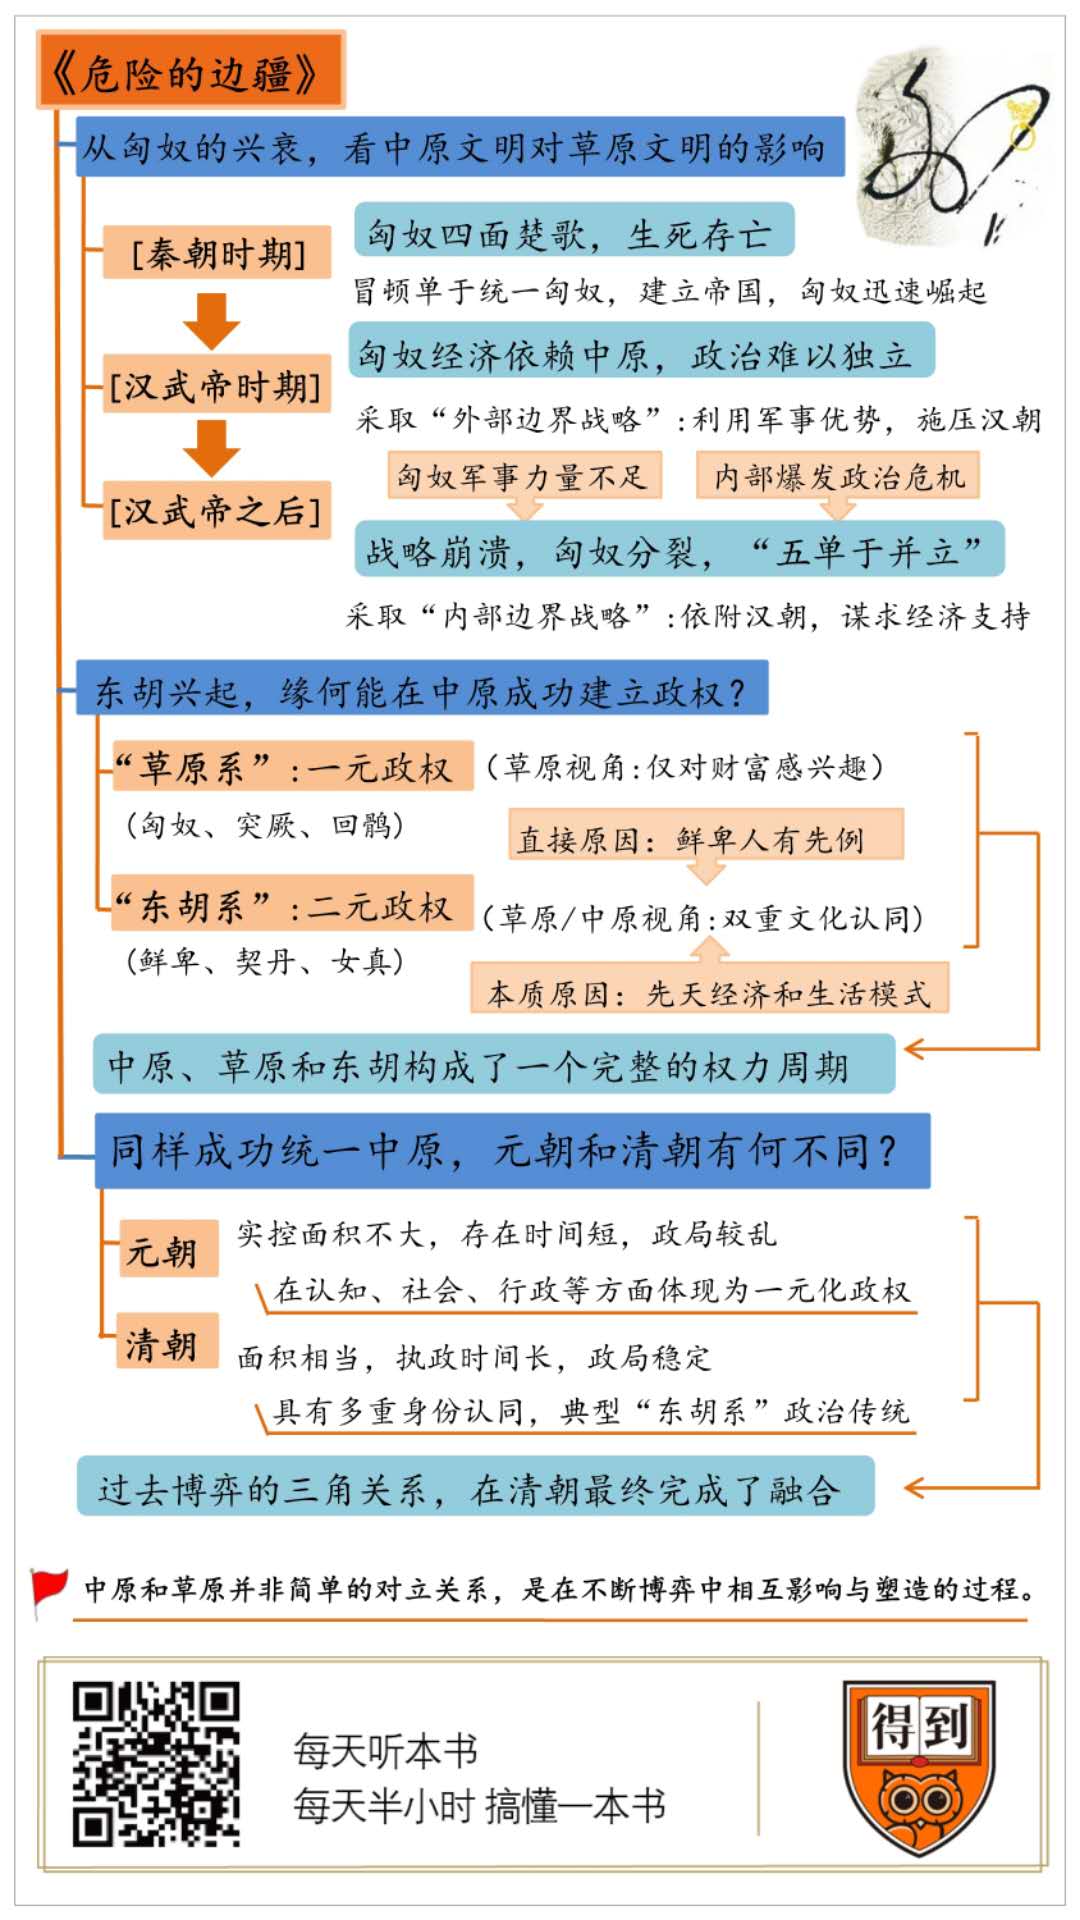 《危险的边疆》
从匈奴的兴衰，看中原文明对草原文明的影响
[秦朝时期]
匈奴四面楚歌，生死存亡
冒顿单于统一匈奴，建立帝国，匈奴迅速崛起
[汉武帝时期]
匈奴经济依赖中原，政治难以独立
采取“外部边界战略”:利用军事优势，施压汉朝
匈奴军事力量不足
内部爆发政治危机
[汉武帝之后]
战略崩溃，匈奴分裂，“五单于并立”
采取“内部边界战略”:依附汉朝，谋求经济支持
东胡兴起，缘何能在中原成功建立政权？
“草原系”:一元政权
（草原视角:仅对财富感兴趣）
(匈奴、突厥、回鹘)
直接原因：鲜卑人有先例
“东胡系”:二元政权
(草原/中原视角:双重文化认同)
(鲜卑、契丹、女真)
本质原因：先天经济和生活模式
中原、草原和东胡构成了一个完整的权力周期
同样成功统一中原，元朝和清朝有何不同？
元朝
实控面积不大，存在时间短，政局较乱
在认知、社会、行政等方面体现为一元化政权
清朝
面积相当，执政时间长，政局稳定
具有多重身份认同，典型“东胡系”政治传统
过去博弈的三角关系，在清朝最终完成了融合
中原和草原并非简单的对立关系，是在不断博弈中相互影响与塑造的过程。
每天听本书
每天半小时 搞懂一本书
得到